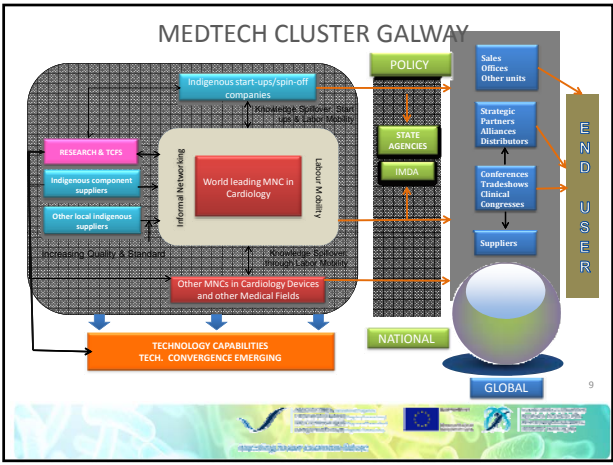 MEDTECH CLUSTER GALWAY
Indigenous start-ups/spin-off
companies
Knowledge Spillover: Start
ups & Labor Mobility
RESEARCH & TCFS
Indigenous component
suppliers
Other local indigenous
suppliers
Increasing Quality & Standard
Informal Networking
World leading MNC in
Cardiology
Labour Mobility
Knowledge Spillover
through Labor Mobility
Other MNCs in Cardiology Devices
and other Medical Fields
TECHNOLOGY CAPABILITIES
TECH. CONVERGENCE EMERGING
POLICY
STATE
AGENCIES
IMDA
NATIONAL
Sales
Offices
Other units
Strategic
Partners
Alliances
Distributors
Conferences
Tradeshows
Clinical
Congresses
Suppliers
GLOBAL
END USER
9